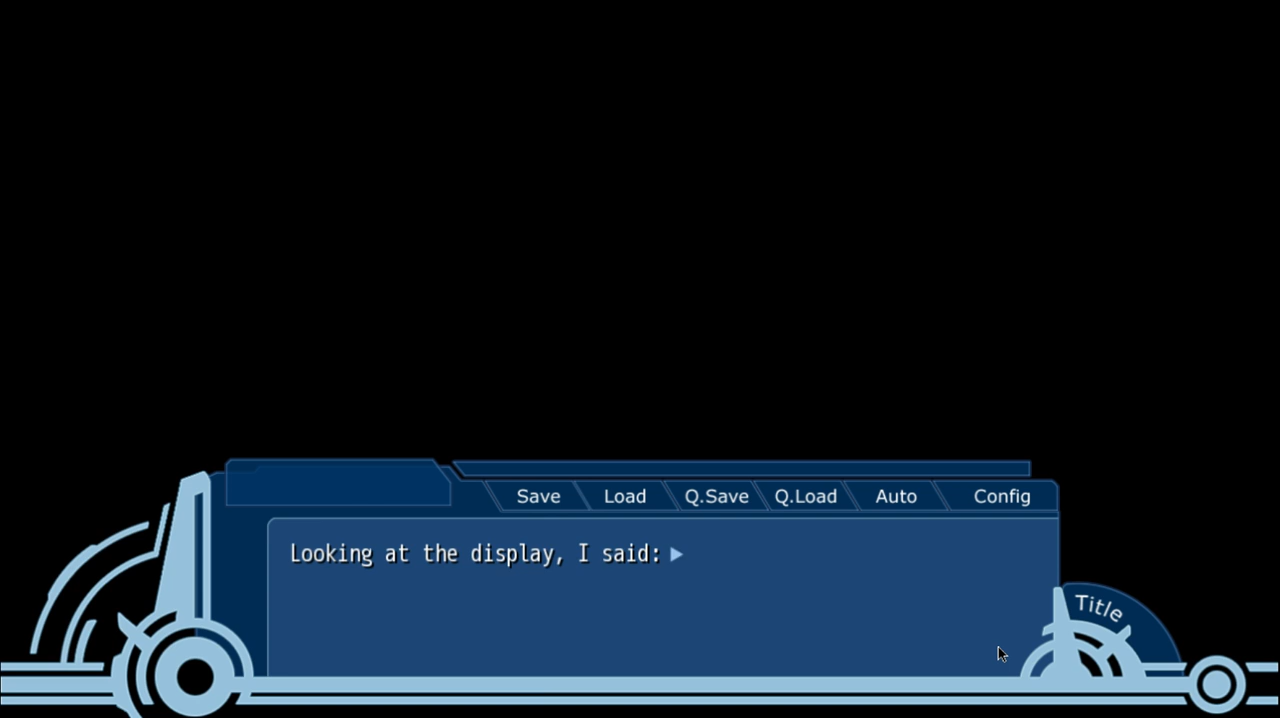 Save Load Q.Save Q.Load Auto Config
Looking at the display, I said:
Title